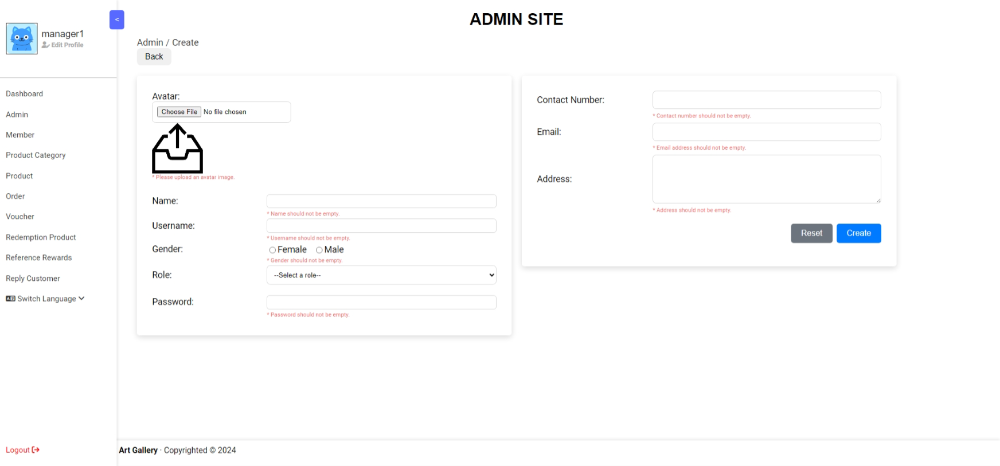 <
ADMIN SITE
manager1
Edit Profile
Admin / Create
Back
Dashboard
Admin
Member
Product Category
Product
Order
Voucher
Redemption Product
Reference Rewards
Reply Customer
Switch Language
Logout
Avatar:
Choose File No file chosen
* Please upload an avatar image.
Name:
* Name should not be empty.
Username:
* Username should not be empty.
Gender:
Female Male
* Gender should not be empty.
Role:
--Select a role--
Password:
* Password should not be empty.
Contact Number:
* Contact number should not be empty.
Email:
* Email address should not be empty.
Address:
* Address should not be empty.
Reset Create
Art Gallery · Copyrighted © 2024